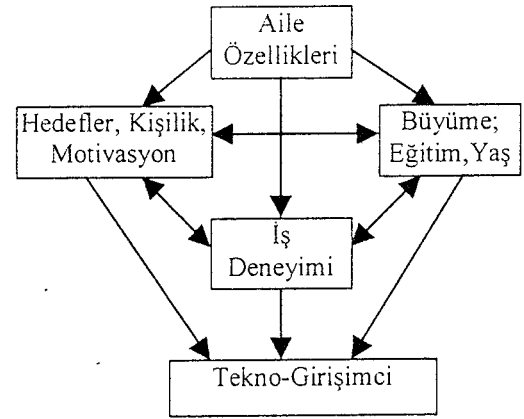 Aile
Özellikleri
Hedefler, Kişilik,
Motivasyon
Büyüme;
Eğitim,Yaş
İş
Deneyimi
Tekno-Girişimci